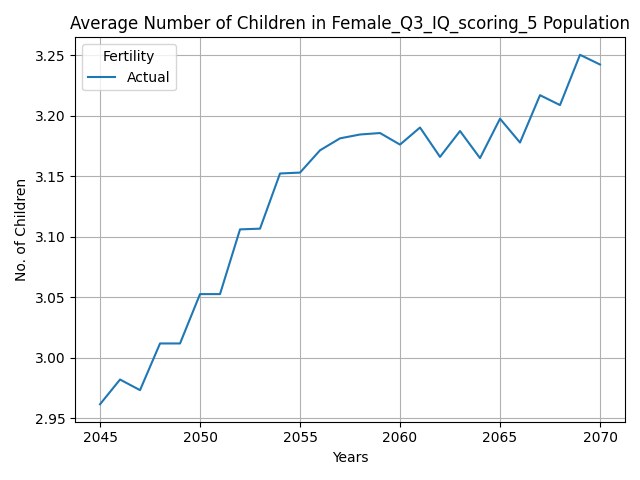 Average Number of Children in Female_Q3_IQ_scoring_5 Population
Fertility
Actual
3.25
3.20
3.15
3.10
3.05
3.00
2.95
No. of Children
2045 2050 2055 2060 2065 2070
Years